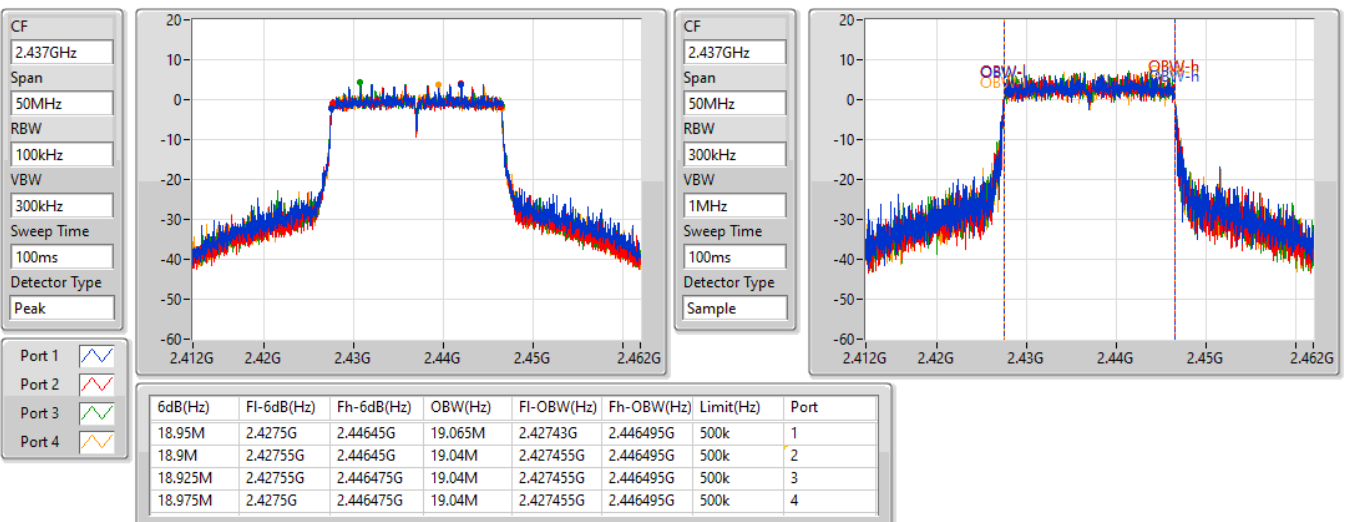 CF
2.437GHz
Span
50MHz
RBW
100kHz
VBW
300kHz
Sweep Time
100ms
Detector Type
Peak
20
10
0
-10
-20
-30
-40
-50
-60
2.412G 2.42G 2.43G 2.44G 2.45G 2.462G
CF
2.437GHz
Span
50MHz
RBW
300kHz
VBW
1MHz
Sweep Time
100ms
Detector Type
Sample
20
10
0
-10
-20
-30
-40
-50
-60
OBW-l OBW-h
2.412G 2.42G 2.43G 2.44G 2.45G 2.462G
Port 1
Port 2
Port 3
Port 4
6dB(Hz) Fl-6dB(Hz) Fh-6dB(Hz) OBW(Hz) Fl-OBW(Hz) Fh-OBW(Hz) Limit(Hz) Port
18.95M 2.4275G 2.44645G 19.065M 2.42743G 2.446495G 500k 1
18.9M 2.42755G 2.44645G 19.04M 2.427455G 2.446495G 500k 2
18.925M 2.42755G 2.446475G 19.04M 2.427455G 2.446495G 500k 3
18.975M 2.4275G 2.446475G 19.04M 2.427455G 2.446495G 500k 4